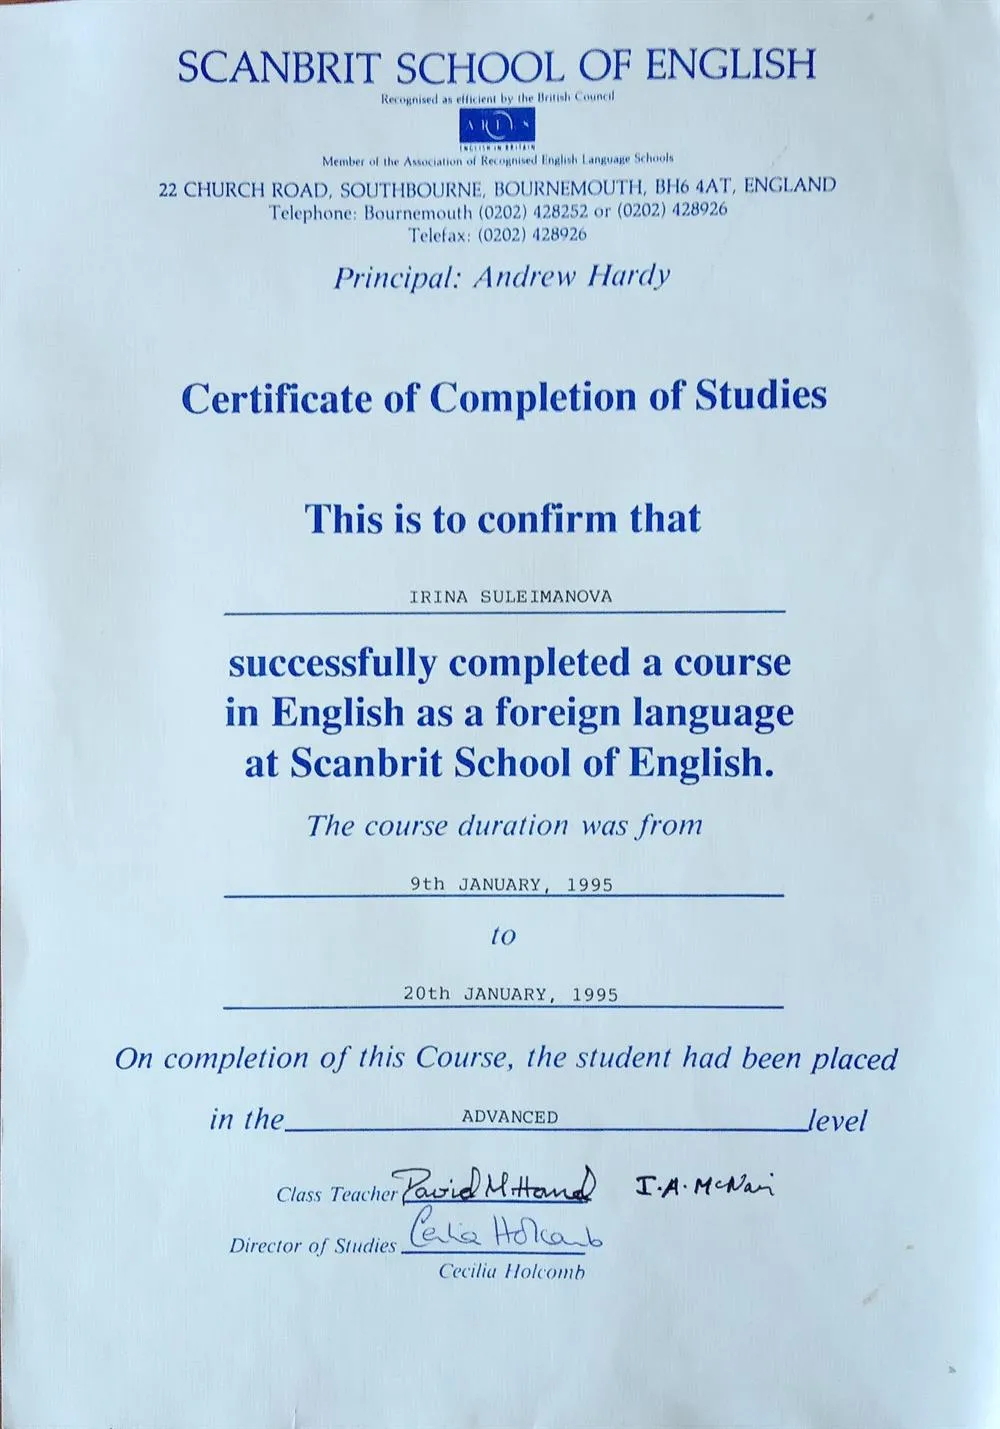 SCANBRIT SCHOOL OF ENGLISH
Recognised as efficient by the British Council
ENGLISH IN BRITAIN
Member of the Association of Recognised English Language Schools
22 CHURCH ROAD, SOUTHBOURNE, BOURNEMOUTH, BH6 4AT, ENGLAND
Telephone: Bournemouth (0202) 428252 or (0202) 428926
Telefax: (0202) 428926
Principal: Andrew Hardy
Certificate of Completion of Studies
This is to confirm that
IRINA SULEIMANOVA
successfully completed a course
in English as a foreign language
at Scanbrit School of English.
The course duration was from
9th JANUARY, 1995
to
20th JANUARY, 1995
On completion of this Course, the student had been placed
in the ADVANCED level
Class Teacher David M I.A. McNair
Director of Studies Cecilia Holcomb
Cecilia Holcomb